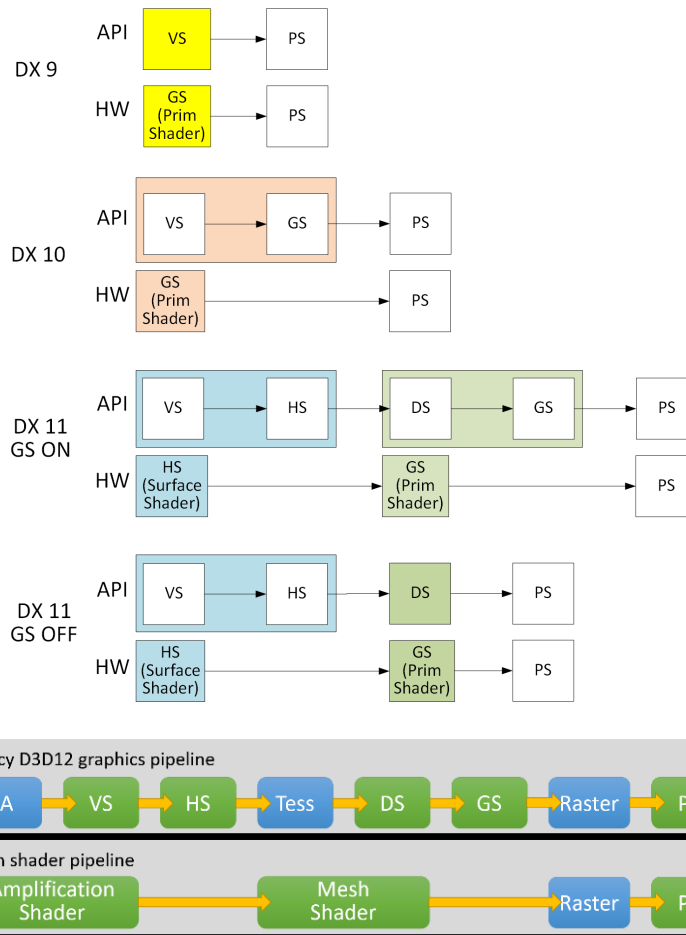 API
VS
PS
DX 9
HW
GS
(Prim
Shader)
PS
API
VS
GS
PS
DX 10
HW
GS
(Prim
Shader)
PS
API
VS
HS
DS
GS
PS
DX 11
GS ON
HW
HS
(Surface
Shader)
GS
(Prim
Shader)
PS
API
VS
HS
DS
PS
DX 11
GS OFF
HW
HS
(Surface
Shader)
GS
(Prim
Shader)
PS
cy D3D12 graphics pipeline
A
VS
HS
Tess
DS
GS
Raster
P
shader pipeline
Amplification
Shader
Mesh
Shader
Raster
P